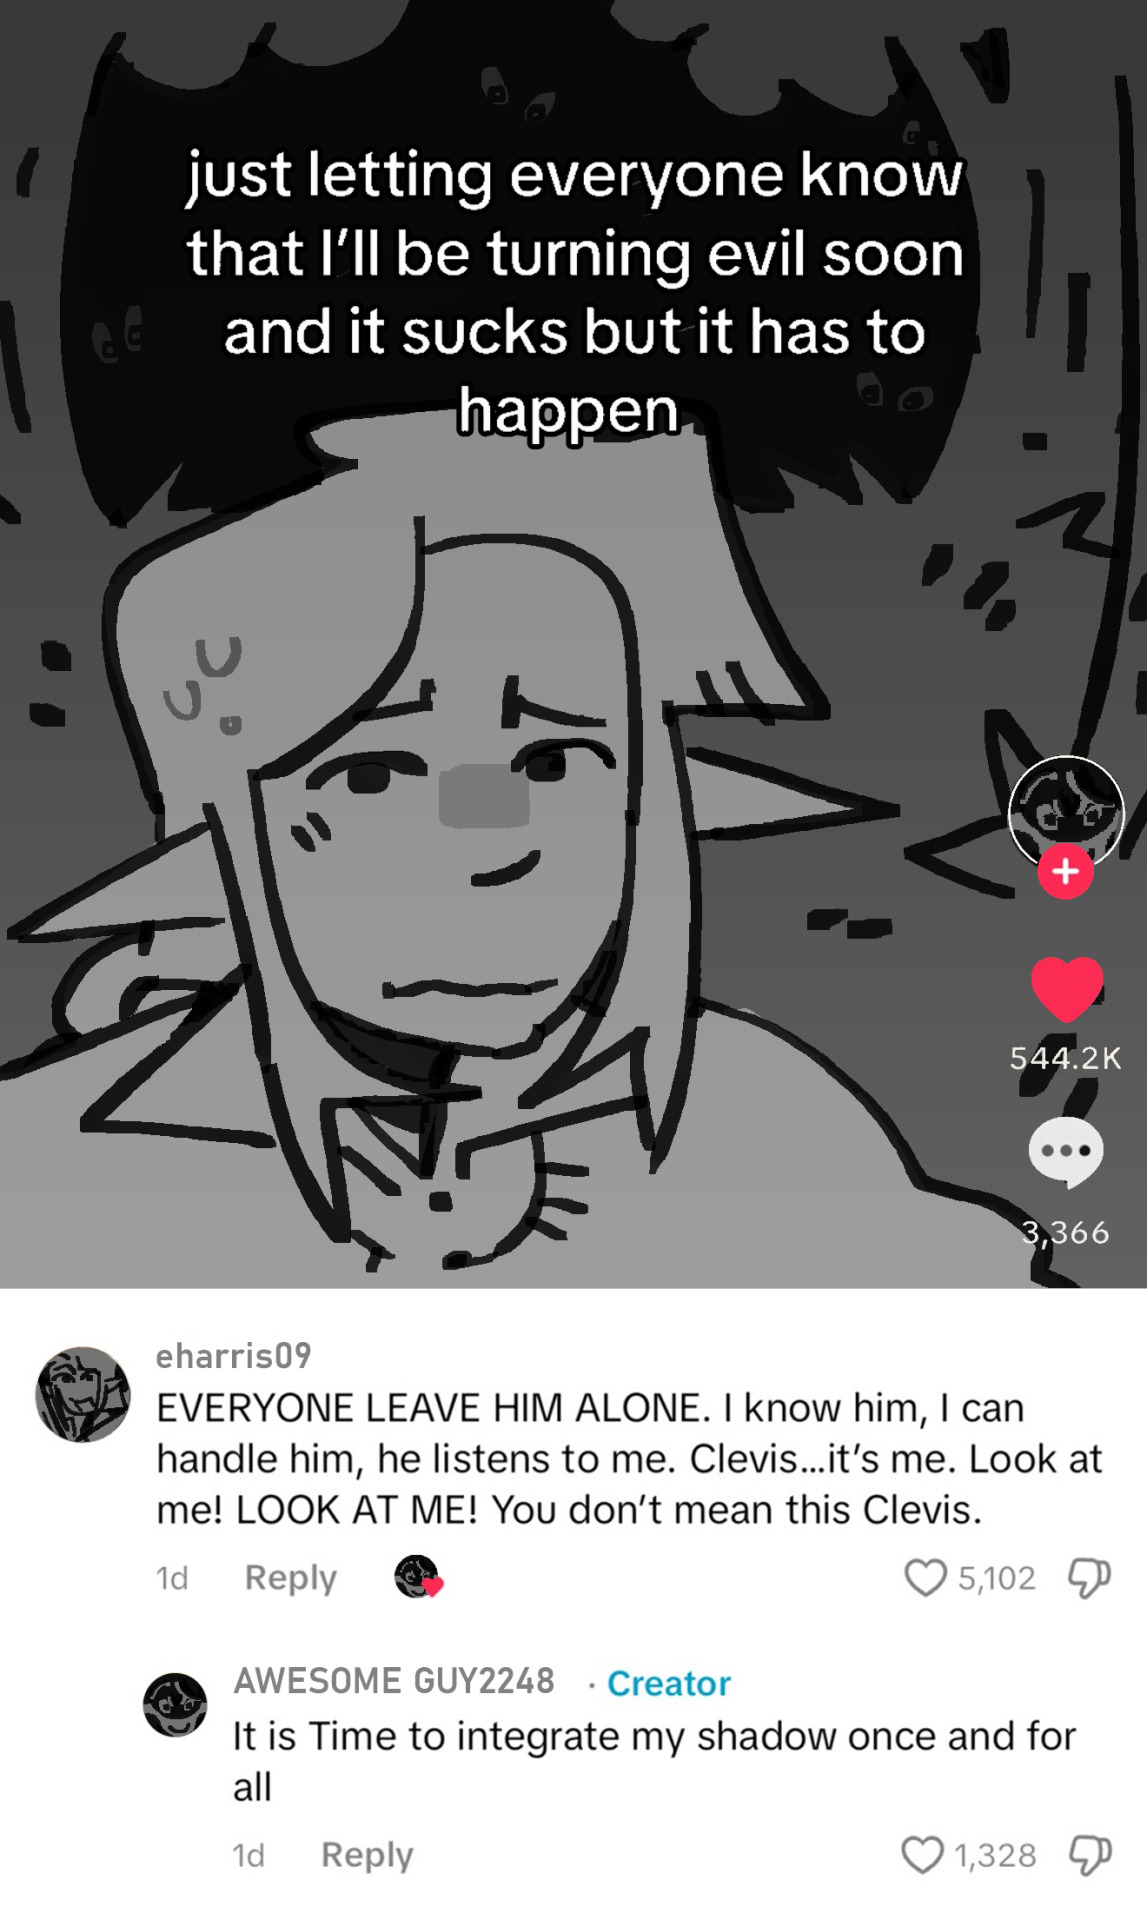 just letting everyone know
that I’ll be turning evil soon
and it sucks but it has to
happen
544.2K
3,366
eharris09
EVERYONE LEAVE HIM ALONE. I know him, I can
handle him, he listens to me. Clevis...it’s me. Look at
me! LOOK AT ME! You don’t mean this Clevis.
1d Reply 5,102
AWESOME GUY2248 · Creator
It is Time to integrate my shadow once and for
all
1d Reply 1,328